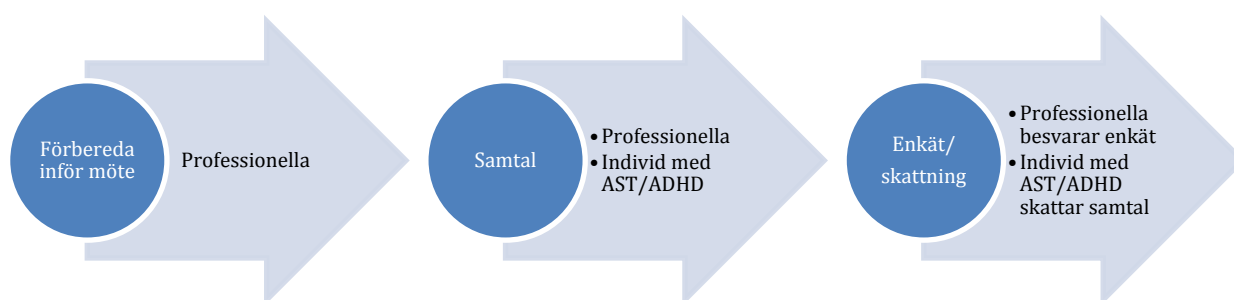 Förbereda
inför möte
Professionella
Samtal
• Professionella
• Individ med
AST/ADHD
Enkät/
skattning
• Professionella
besvarar enkät
• Individ med
AST/ADHD
skattar samtal